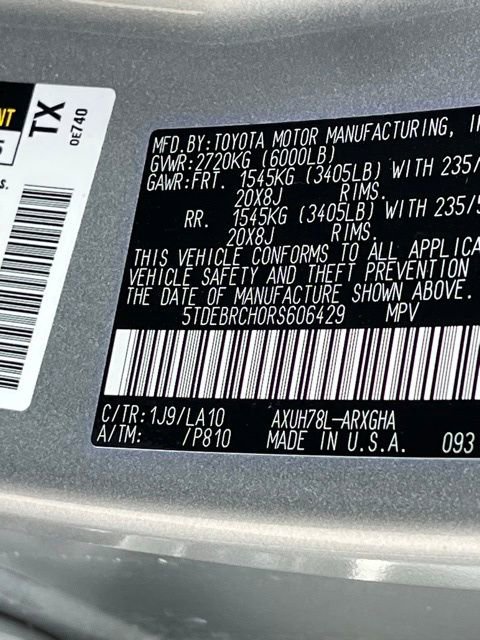 NT
TX
0E740
5
S.
MFD.BY:TOYOTA MOTOR MANUFACTURING, I
GVWR:2720KG (6000LB)
GAWR:FRT. 1545KG (3405LB) WITH 235/
20X8J RIMS.
RR. 1545KG (3405LB) WITH 235/5
20X8J RIMS.
THIS VEHICLE CONFORMS TO ALL APPLICA
VEHICLE SAFETY AND THEFT PREVENTION
THE DATE OF MANUFACTURE SHOWN ABOVE.
5TDEBRCH0RS606429 MPV
C/TR:1J9/LA10 AXUH78L-ARXGHA
A/TM: /P810 MADE IN U.S.A. 093